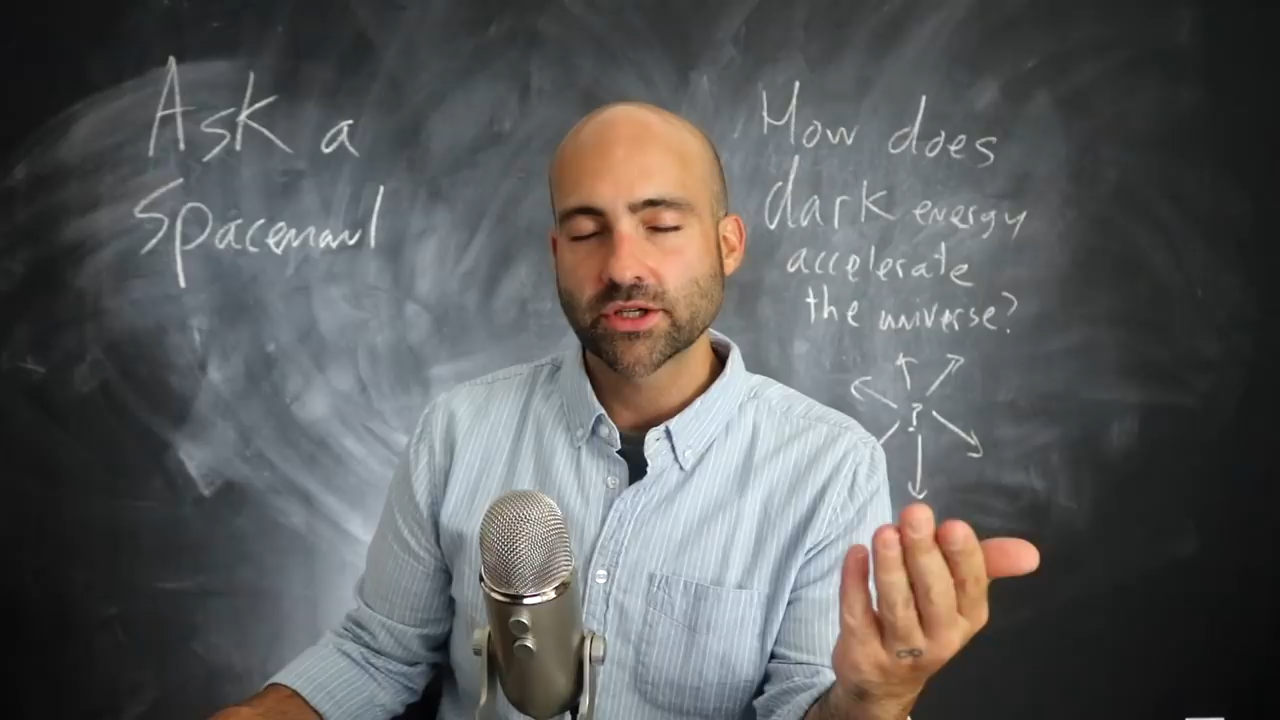 Ask a
Spaceman!
How does
dark energy
accelerate
the universe?
?